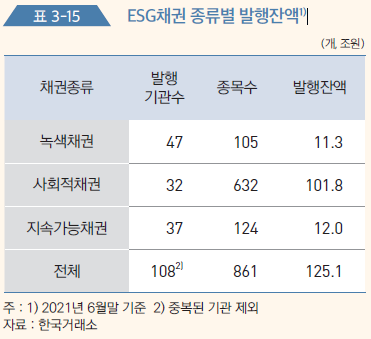 표 3-15 ESG채권 종류별 발행잔액1)
(개, 조원)
채권종류 발행 기관수 종목수 발행잔액
녹색채권 47 105 11.3
사회적채권 32 632 101.8
지속가능채권 37 124 12.0
전체 1082) 861 125.1
주 : 1) 2021년 6월말 기준 2) 중복된 기관 제외
자료 : 한국거래소